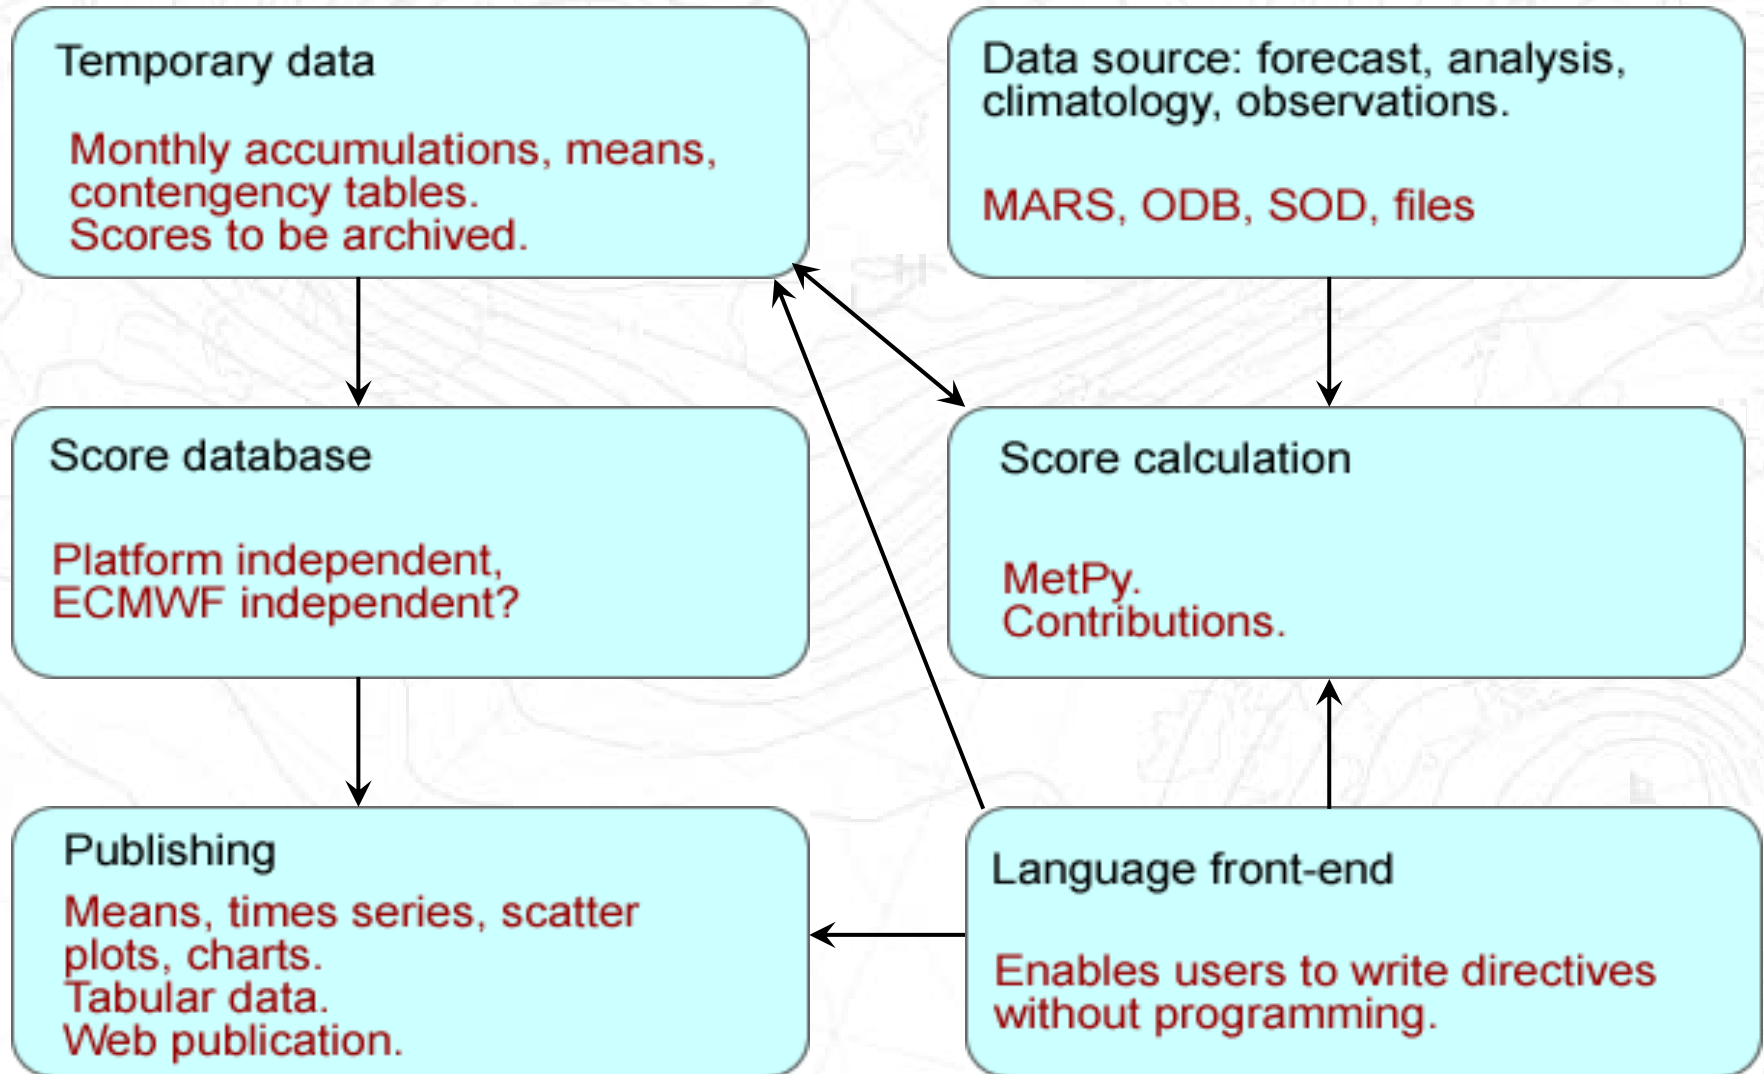 Temporary data
Monthly accumulations, means,
contengency tables.
Scores to be archived.
Data source: forecast, analysis,
climatology, observations.
MARS, ODB, SOD, files
Score database
Platform independent,
ECMWF independent?
Score calculation
MetPy.
Contributions.
Publishing
Means, times series, scatter
plots, charts.
Tabular data.
Web publication.
Language front-end
Enables users to write directives
without programming.